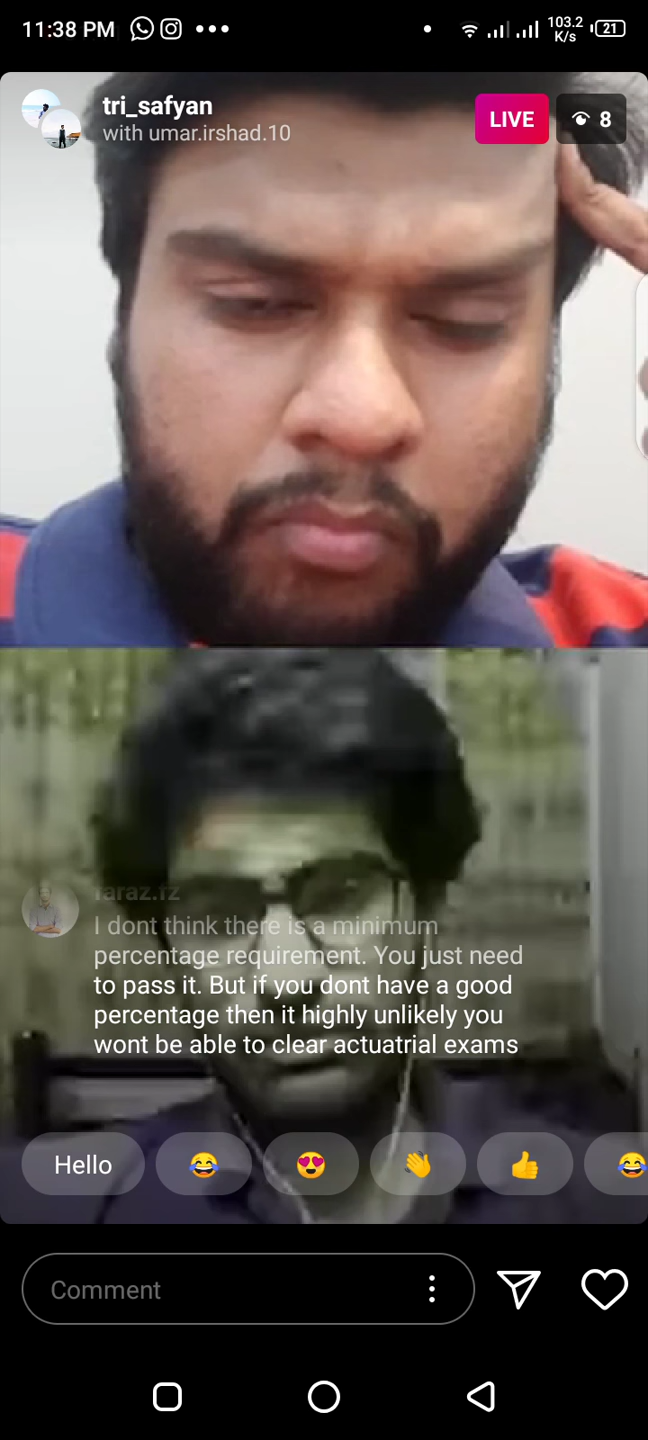 11:38 PM 103.2 K/s 21
tri_safyan
with umar.irshad.10
LIVE
8
faraz.fz
I dont think there is a minimum
percentage requirement. You just need
to pass it. But if you dont have a good
percentage then it highly unlikely you
wont be able to clear actuatrial exams
Hello
Comment